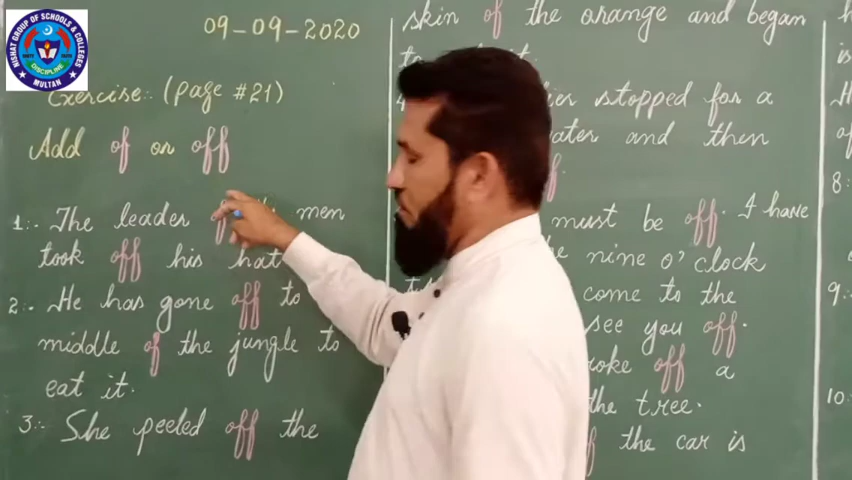 NISHAT GROUP OF SCHOOLS & COLLEGES
DISCIPLINE
MULTAN
09-09-2020
Exercise:. (page #21)
Add of or off
1:- The leader men
took off his hat
2:- He has gone off to
middle of the jungle to
eat it.
3:- She peeled off the
skin of the orange and began
stopped for a
and then
must be off. I have
nine o'clock
come to the
see you off.
off a
the tree.
the car is
8:
9:
10: